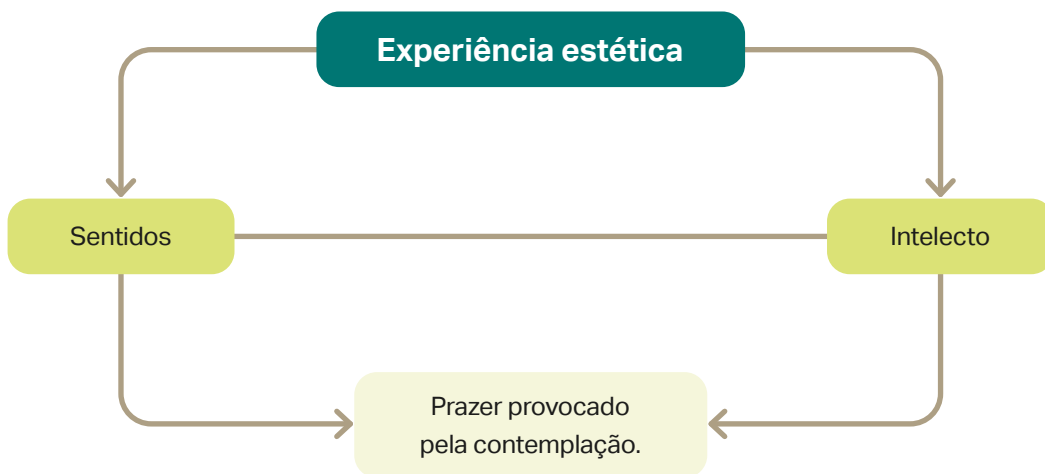 Experiência estética
Sentidos
Intelecto
Prazer provocado
pela contemplação.